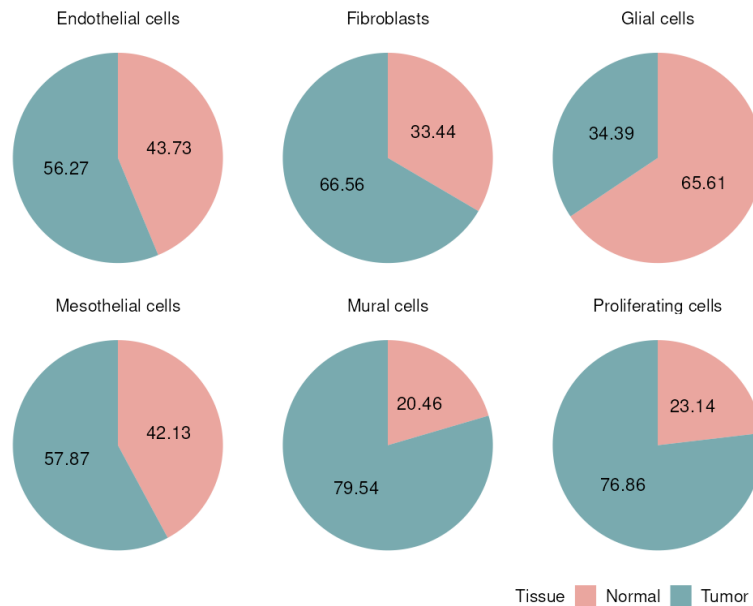 Endothelial cells
Fibroblasts
Glial cells
43.73
56.27
33.44
66.56
34.39
65.61
Mesothelial cells
Mural cells
Proliferating cells
42.13
57.87
20.46
79.54
23.14
76.86
Tissue Normal Tumor